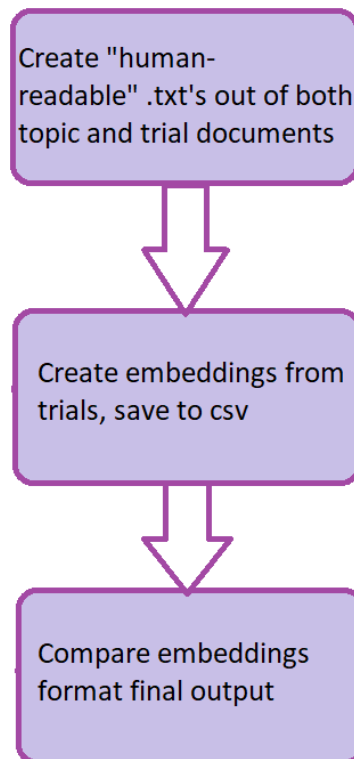 Create "human-
readable" .txt's out of both
topic and trial documents
Create embeddings from
trials, save to csv
Compare embeddings
format final output